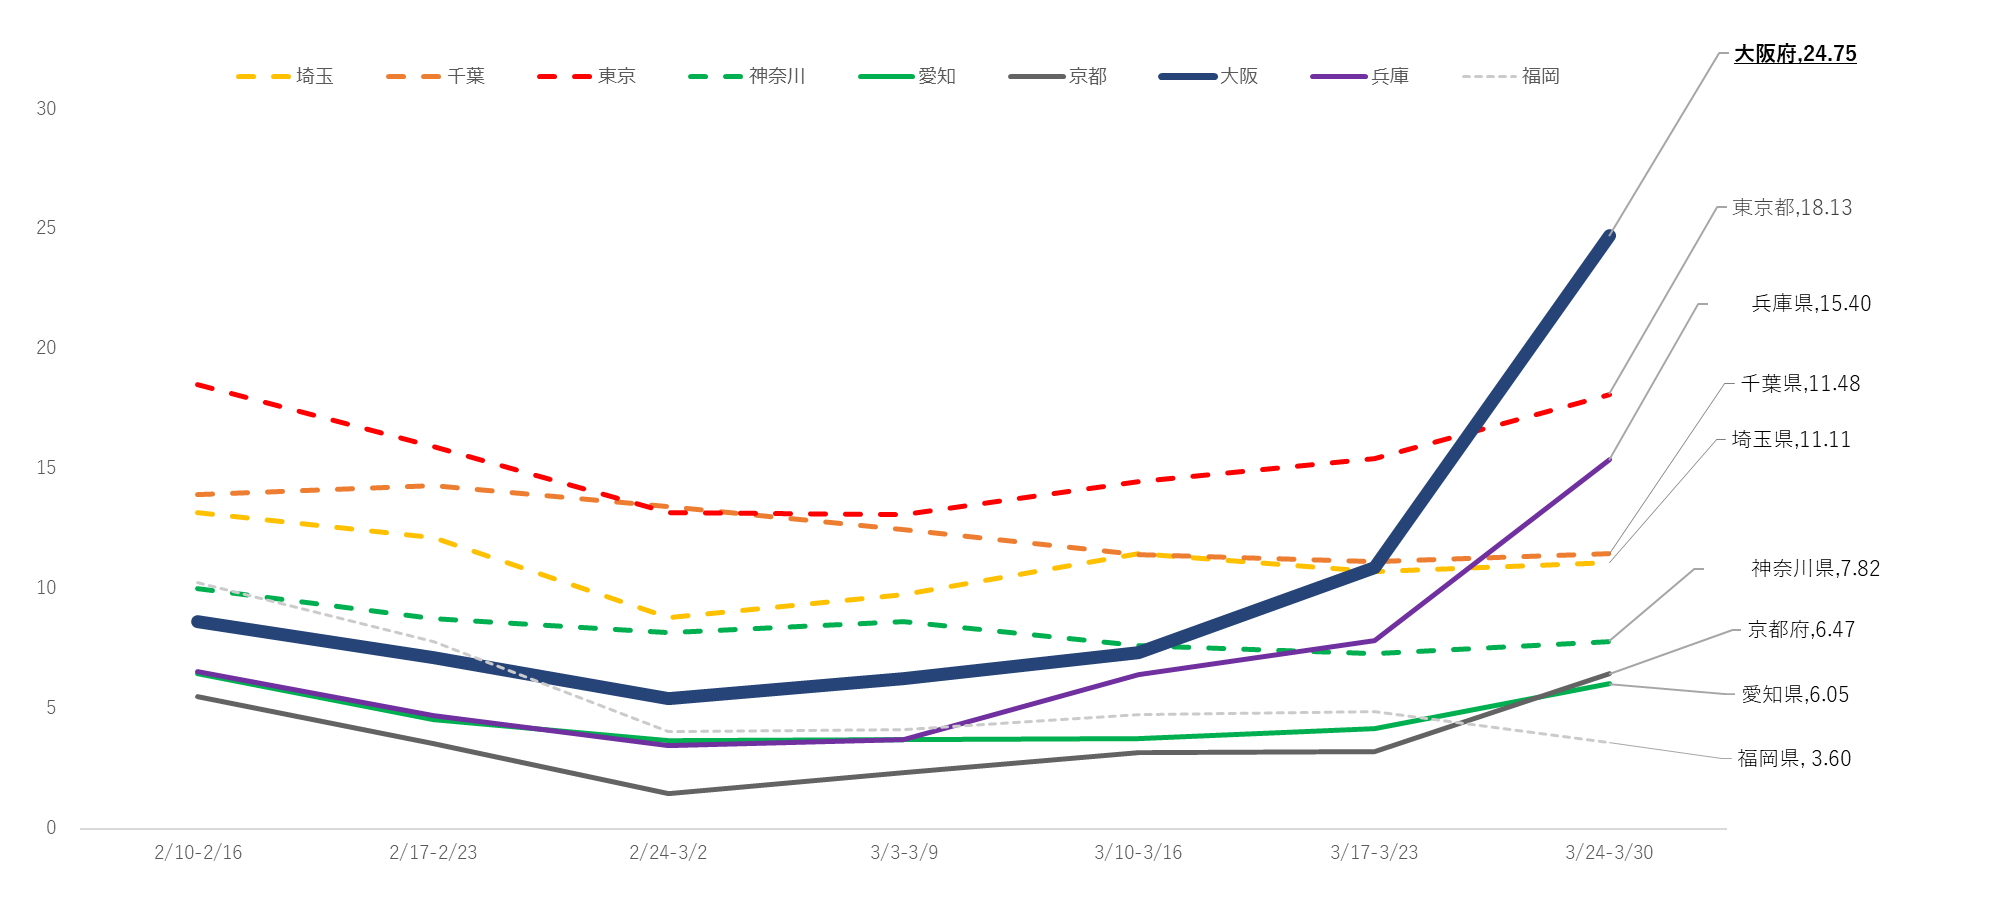 埼玉 千葉 東京 神奈川 愛知 京都 大阪 兵庫 福岡
大阪府,24.75
東京都,18.13
兵庫県,15.40
千葉県,11.48
埼玉県,11.11
神奈川県,7.82
京都府,6.47
愛知県,6.05
福岡県, 3.60
30
25
20
15
10
5
0
2/10-2/16 2/17-2/23 2/24-3/2 3/3-3/9 3/10-3/16 3/17-3/23 3/24-3/30